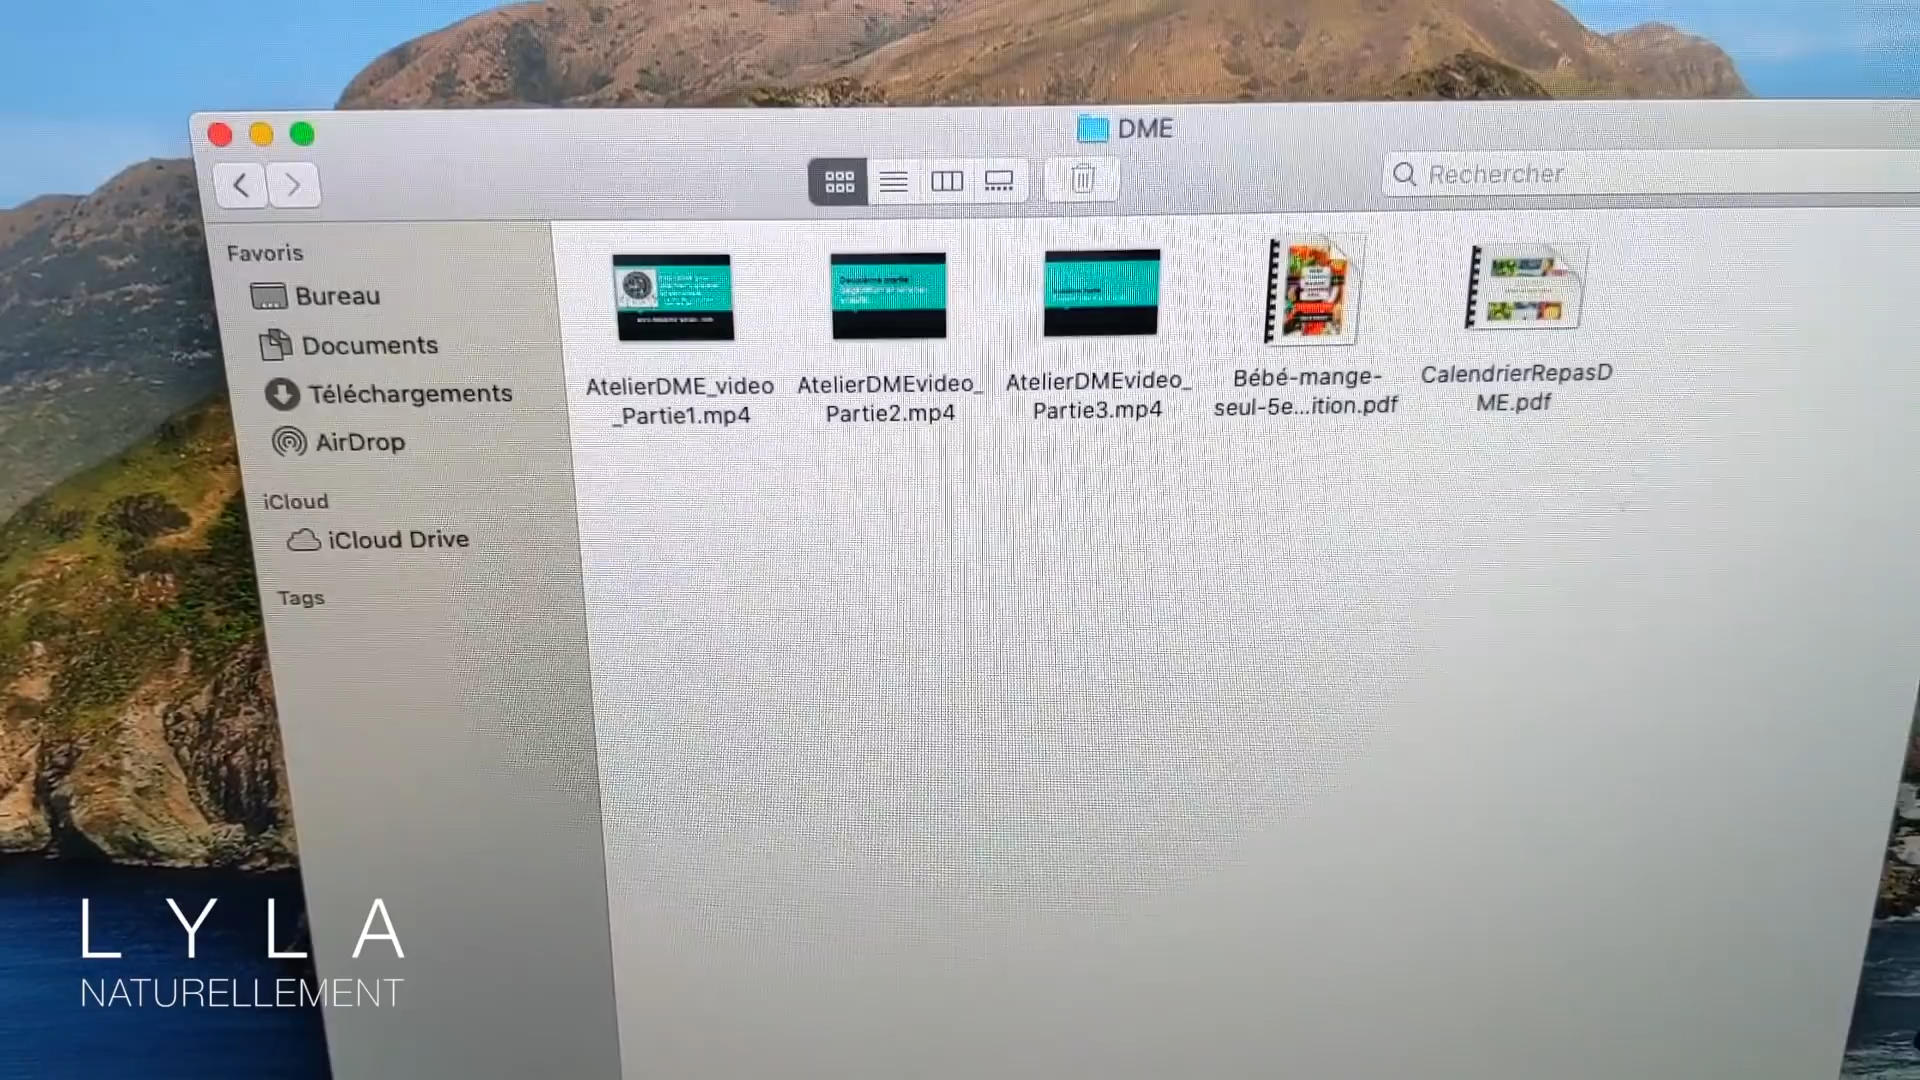 DME
Rechercher
Favoris
Bureau
Documents
Téléchargements
AirDrop
iCloud
iCloud Drive
Tags
AtelierDME_video
_Partie1.mp4
AtelierDMEvideo_
Partie2.mp4
AtelierDMEvideo_
Partie3.mp4
Bébé-mange-
seul-5e...ition.pdf
CalendrierRepasD
ME.pdf
LYLA
NATURELLEMENT